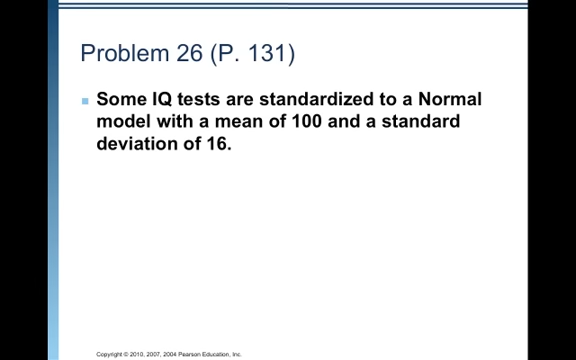 Problem 26 (P. 131)
Some IQ tests are standardized to a Normal
model with a mean of 100 and a standard
deviation of 16.
Copyright © 2010, 2007, 2004 Pearson Education, Inc.